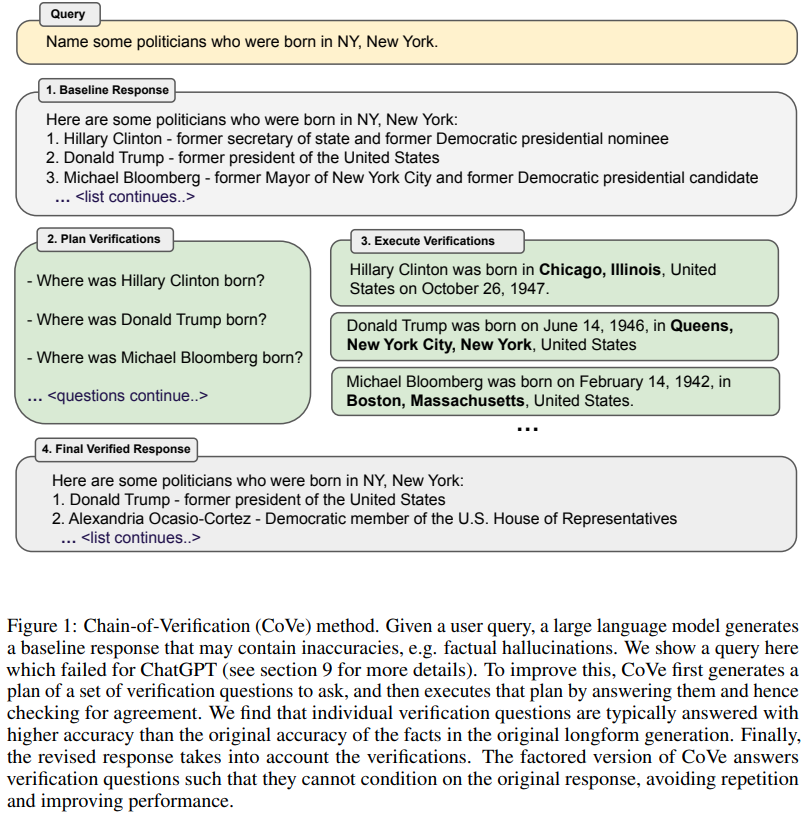 Query
Name some politicians who were born in NY, New York.
1. Baseline Response
Here are some politicians who were born in NY, New York:
1. Hillary Clinton - former secretary of state and former Democratic presidential nominee
2. Donald Trump - former president of the United States
3. Michael Bloomberg - former Mayor of New York City and former Democratic presidential candidate
... <list continues..>
2. Plan Verifications
- Where was Hillary Clinton born?
- Where was Donald Trump born?
- Where was Michael Bloomberg born?
... <questions continue..>
3. Execute Verifications
Hillary Clinton was born in Chicago, Illinois, United
States on October 26, 1947.
Donald Trump was born on June 14, 1946, in Queens,
New York City, New York, United States
Michael Bloomberg was born on February 14, 1942, in
Boston, Massachusetts, United States.
...
4. Final Verified Response
Here are some politicians who were born in NY, New York:
1. Donald Trump - former president of the United States
2. Alexandria Ocasio-Cortez - Democratic member of the U.S. House of Representatives
... <list continues..>
Figure 1: Chain-of-Verification (CoVe) method. Given a user query, a large language model generates
a baseline response that may contain inaccuracies, e.g. factual hallucinations. We show a query here
which failed for ChatGPT (see section 9 for more details). To improve this, CoVe first generates a
plan of a set of verification questions to ask, and then executes that plan by answering them and hence
checking for agreement. We find that individual verification questions are typically answered with
higher accuracy than the original accuracy of the facts in the original longform generation. Finally,
the revised response takes into account the verifications. The factored version of CoVe answers
verification questions such that they cannot condition on the original response, avoiding repetition
and improving performance.